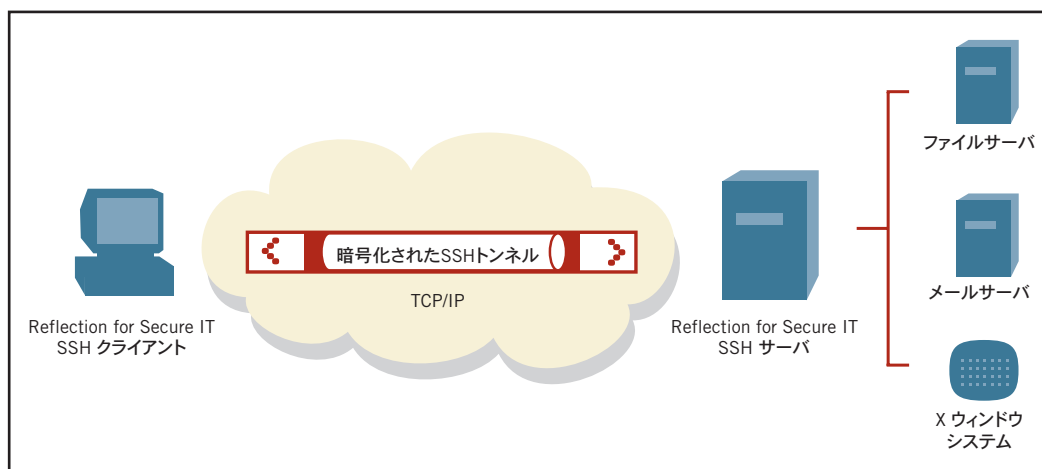 暗号化されたSSHトンネル
TCP/IP
Reflection for Secure IT
SSH クライアント
Reflection for Secure IT
SSH サーバ
ファイルサーバ
メールサーバ
X ウィンドウ
システム